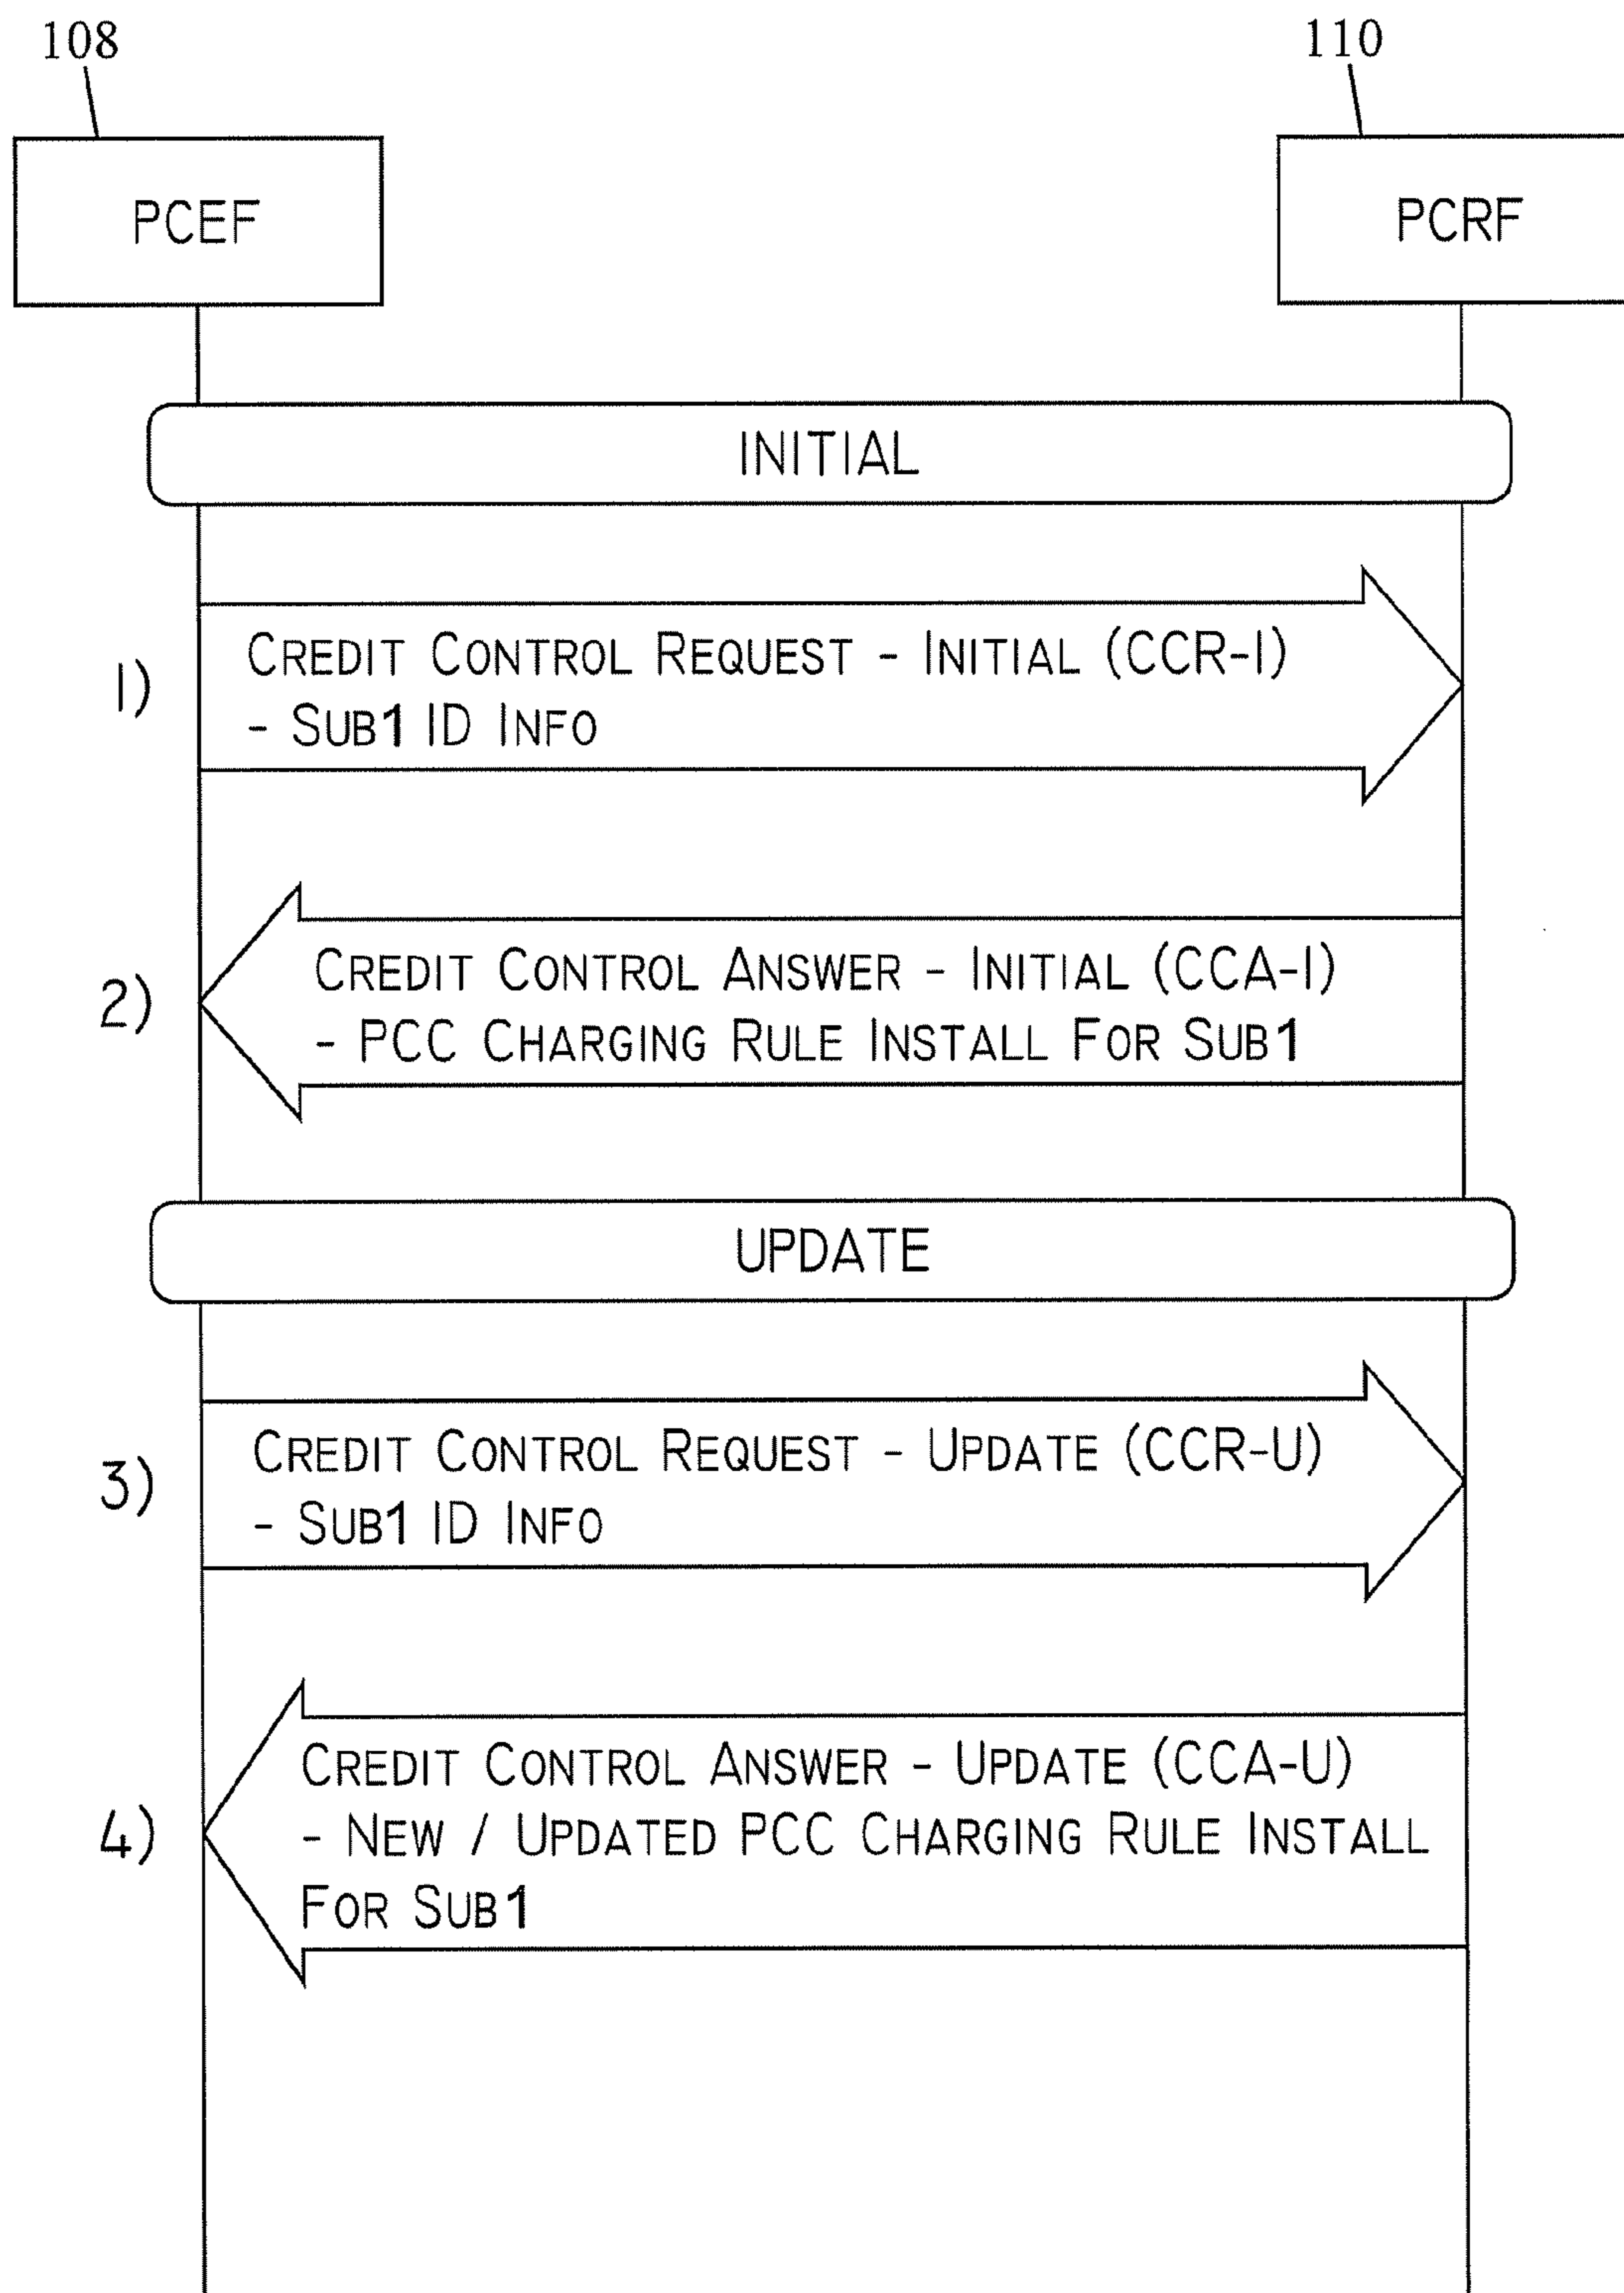 108
110
PCEF
PCRF
INITIAL
1)
CREDIT CONTROL REQUEST - INITIAL (CCR-I)
- SUB1 ID INFO
2)
CREDIT CONTROL ANSWER - INITIAL (CCA-I)
- PCC CHARGING RULE INSTALL FOR SUB1
UPDATE
3)
CREDIT CONTROL REQUEST - UPDATE (CCR-U)
- SUB1 ID INFO
4)
CREDIT CONTROL ANSWER - UPDATE (CCA-U)
- NEW / UPDATED PCC CHARGING RULE INSTALL
FOR SUB1